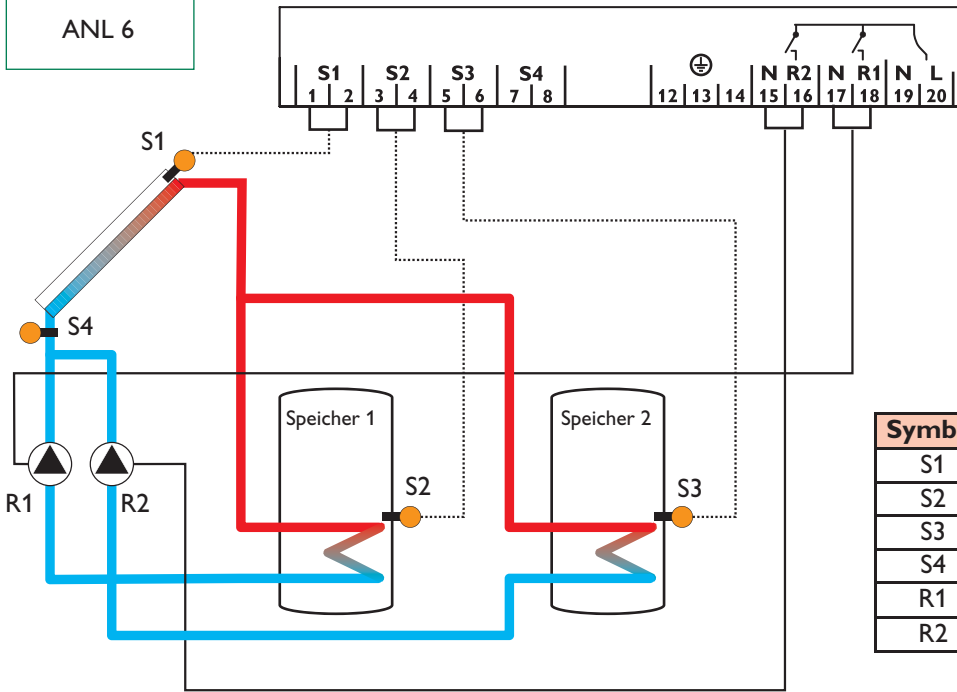 ANL 6
S1 S2 S3 S4 N R2 N R1 N L
1 2 3 4 5 6 7 8 12 13 14 15 16 17 18 19 20
S1
S4
Speicher 1
Speicher 2
S2
S3
R1
R2
Symb
S1
S2
S3
S4
R1
R2